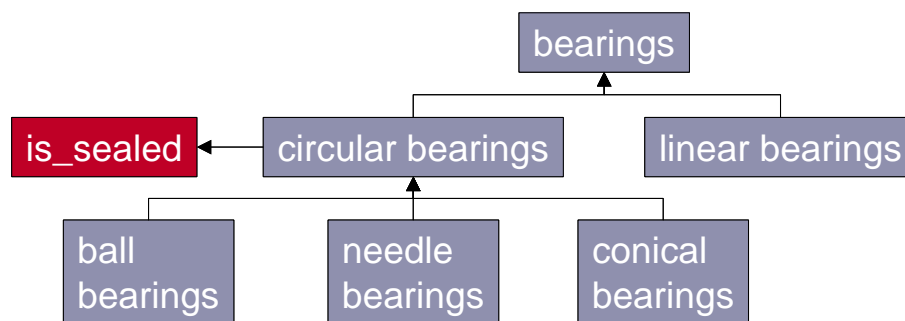 bearings
is_sealed
circular bearings
linear bearings
ball
bearings
needle
bearings
conical
bearings